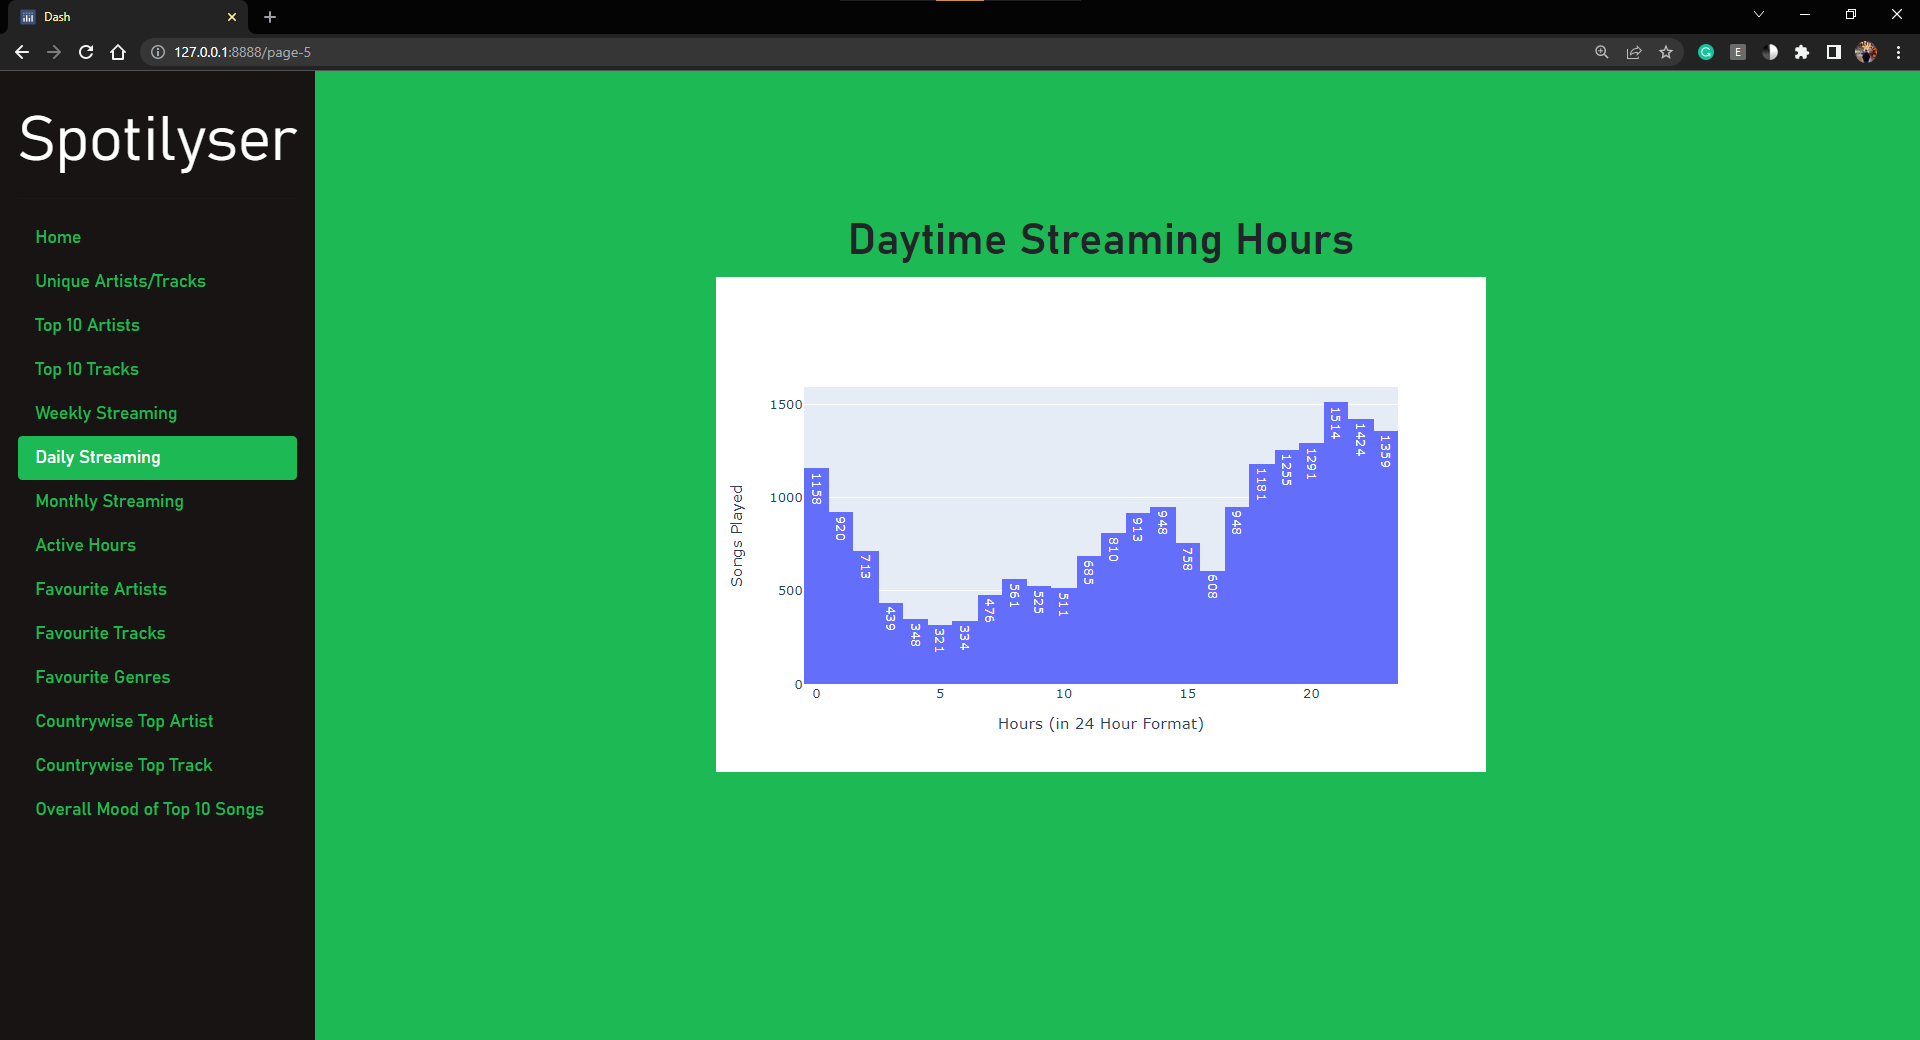 Dash
127.0.0.1:8888/page-5
E
Spotilyser
Home
Unique Artists/Tracks
Top 10 Artists
Top 10 Tracks
Weekly Streaming
Daily Streaming
Monthly Streaming
Active Hours
Favourite Artists
Favourite Tracks
Favourite Genres
Countrywise Top Artist
Countrywise Top Track
Overall Mood of Top 10 Songs
Daytime Streaming Hours
Songs Played
1500
1000
500
0
1158
920
713
439
348
321
334
476
561
525
511
685
810
913
948
758
608
948
1181
1255
1291
1514
1424
1359
0 5 10 15 20
Hours (in 24 Hour Format)